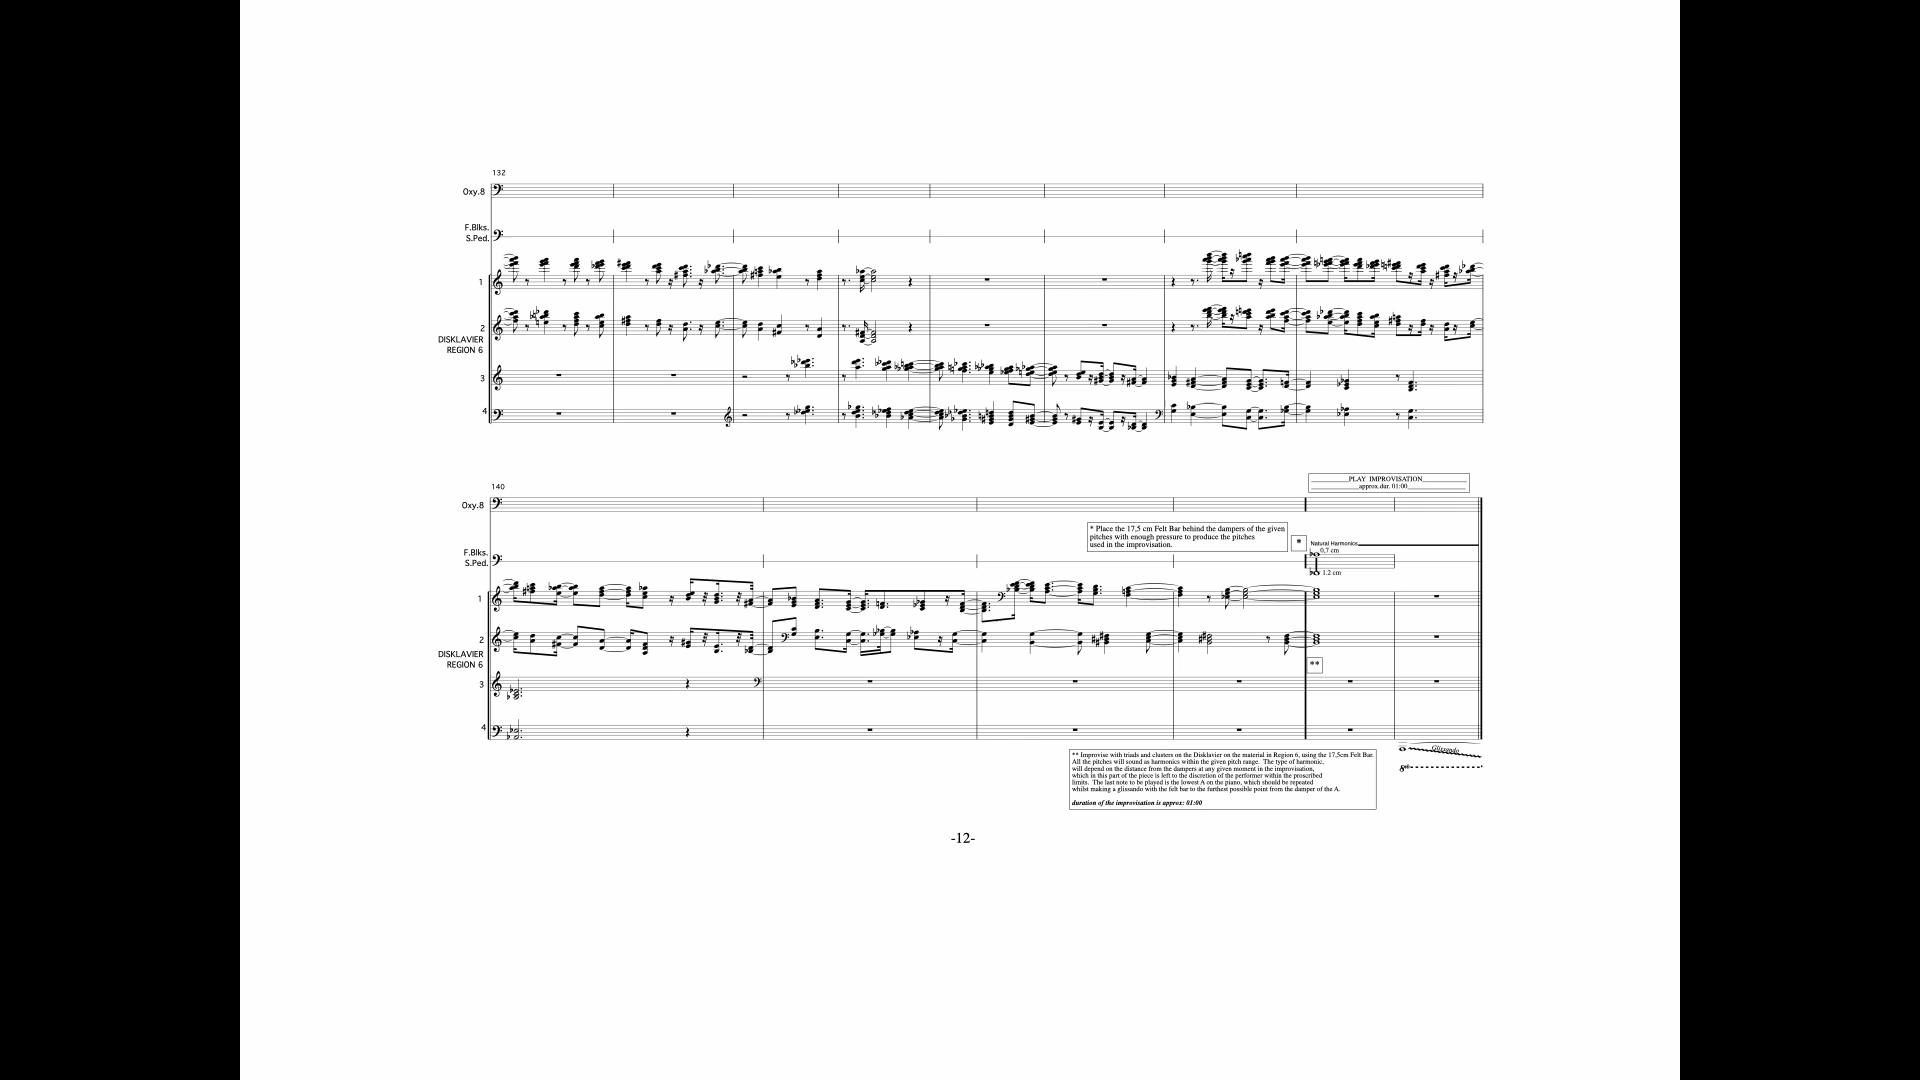 132
Oxy.8
F.Blks.
S.Ped.
1
2
DISKLAVIER
REGION 6
3
4
PLAY IMPROVISATION
approx.dur. 01:00
140
Oxy.8
* Place the 17,5 cm Felt Bar behind the dampers of the given
pitches with enough pressure to produce the pitches
used in the improvisation.
*
Natural Harmonics
0,7 cm
1.2 cm
F.Blks.
S.Ped.
1
2
DISKLAVIER
REGION 6
**
3
4
Glissando
8va
** Improvise with triads and clusters on the Disklavier on the material in Region 6, using the 17,5cm Felt Bar.
All the pitches will sound as harmonics within the given pitch range. The type of harmonic,
will depend on the distance from the dampers at any given moment in the improvisation,
which in this part of the piece is left to the discretion of the performer within the proscribed
limits. The last note to be played is the lowest A on the piano, which should be repeated
whilst making a glissando with the felt bar to the furthest possible point from the damper of the A.
duration of the improvisation is approx: 01:00
-12-